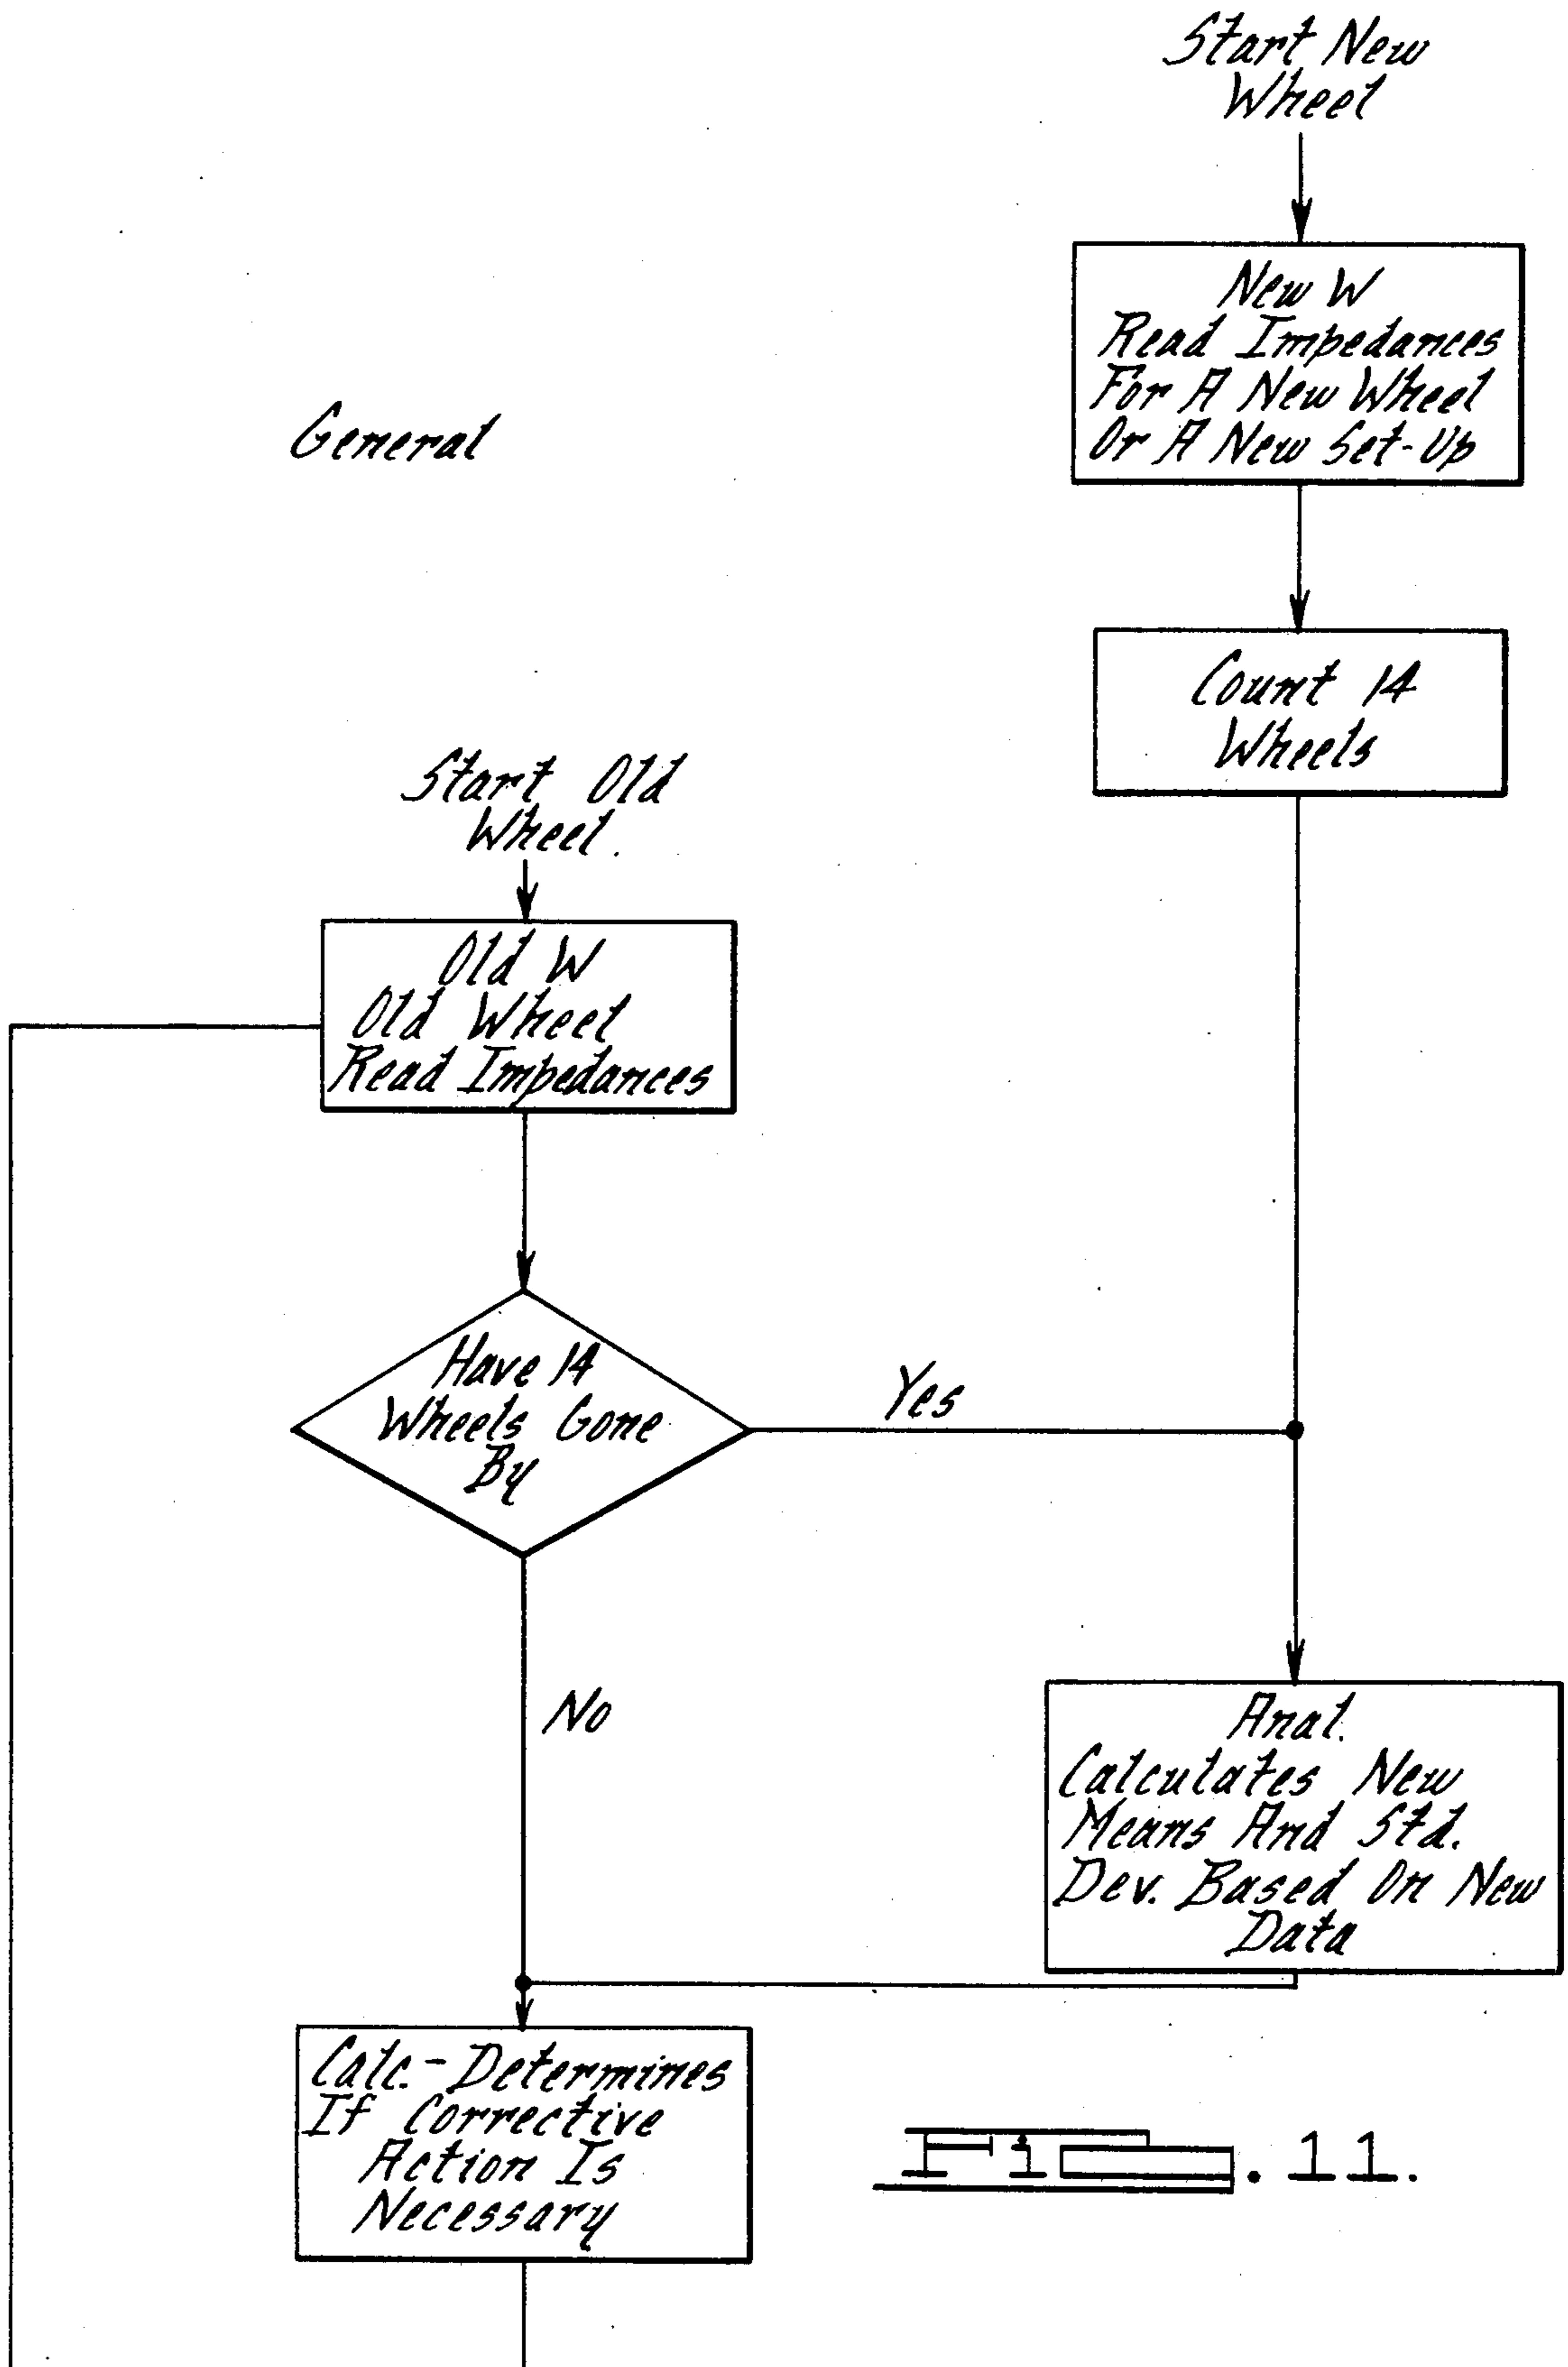 Start New
Wheel
New W
Read Impedances
For A New Wheel
Or A New Set-Up
General
Count 14
Wheels
Start Old
Wheel.
Old W
Old Wheel
Read Impedances
Have 14
Wheels Gone
By
Yes
No
Anal.
Calculates New
Means And Std.
Dev. Based On New
Data
Calc.-Determines
If Corrective
Action Is
Necessary
Fig. 11.